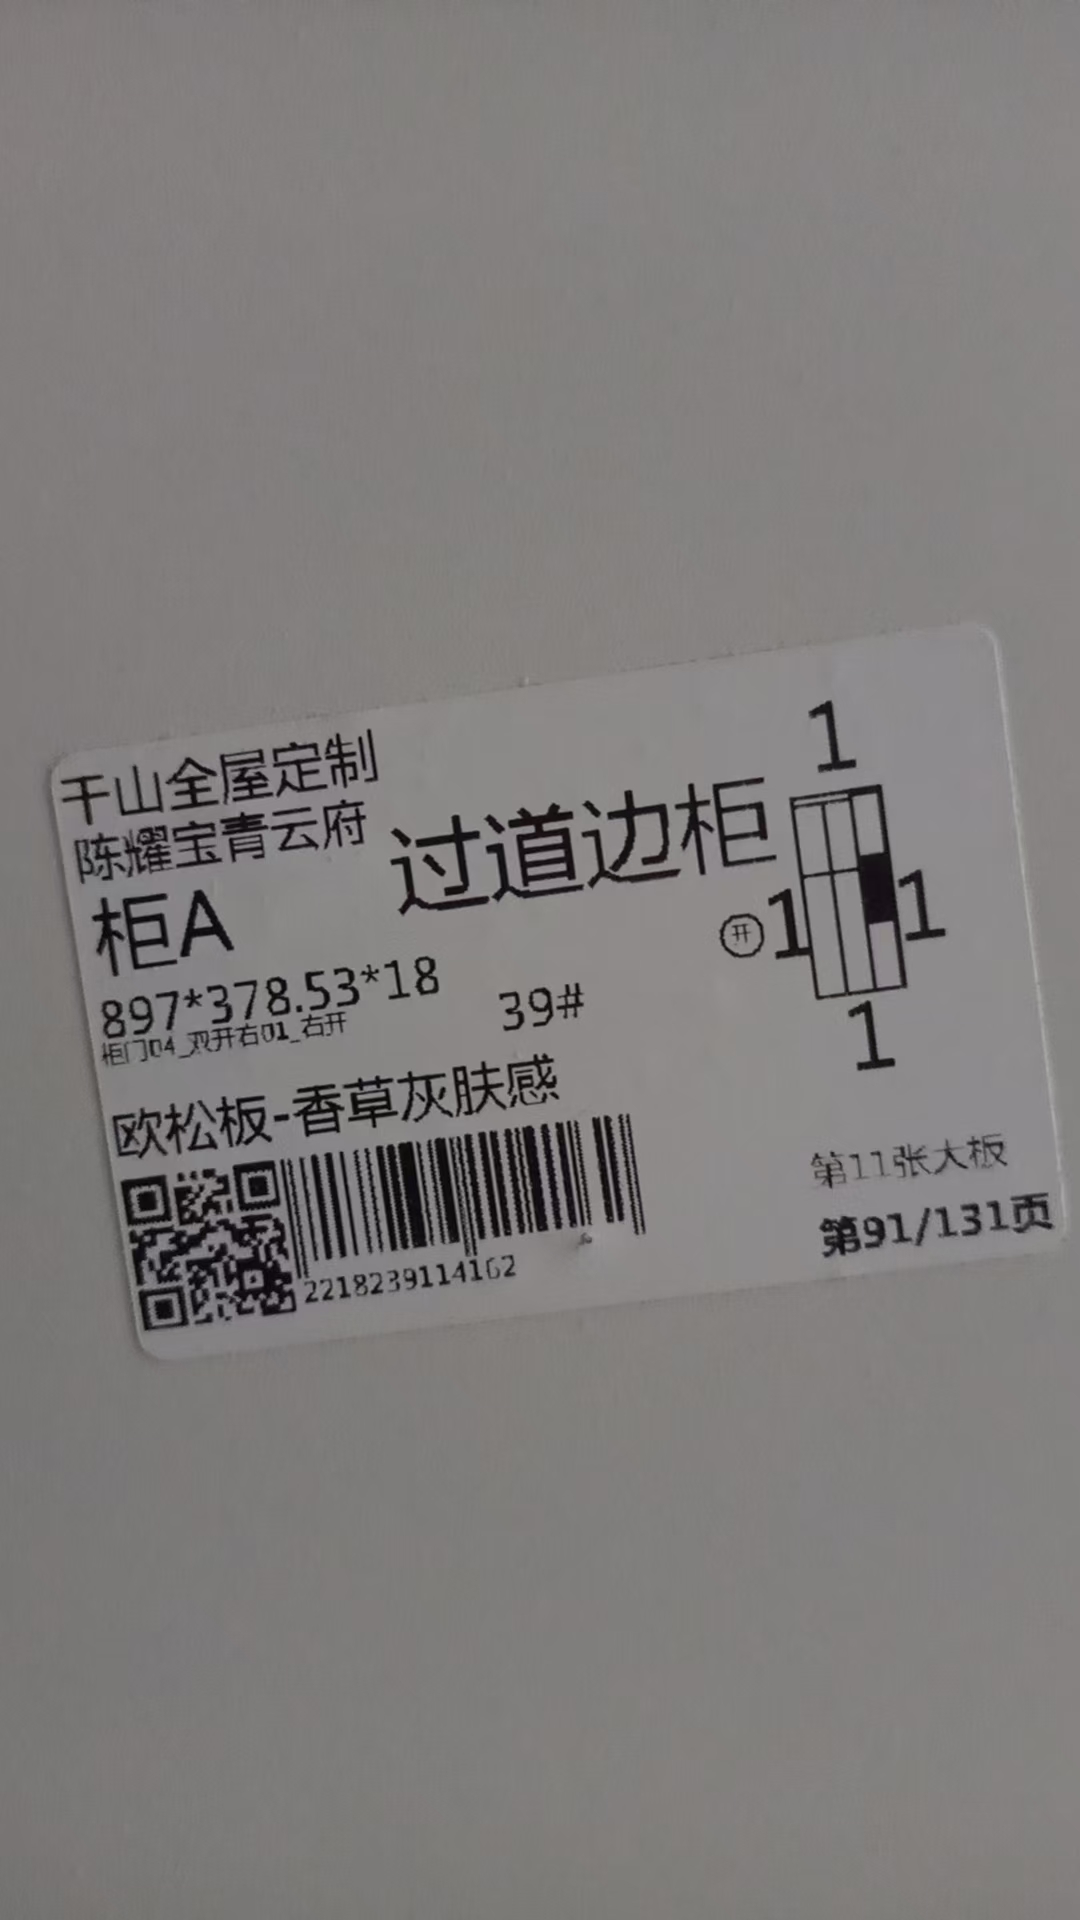 千山全屋定制
陈耀宝青云府
柜A
过道边柜
897*378.53*18
柜门04_双开右01_右开
39#
欧松板-香草灰肤感
2218239114162
1
开
1
1
1
第11张大板
第91/131页